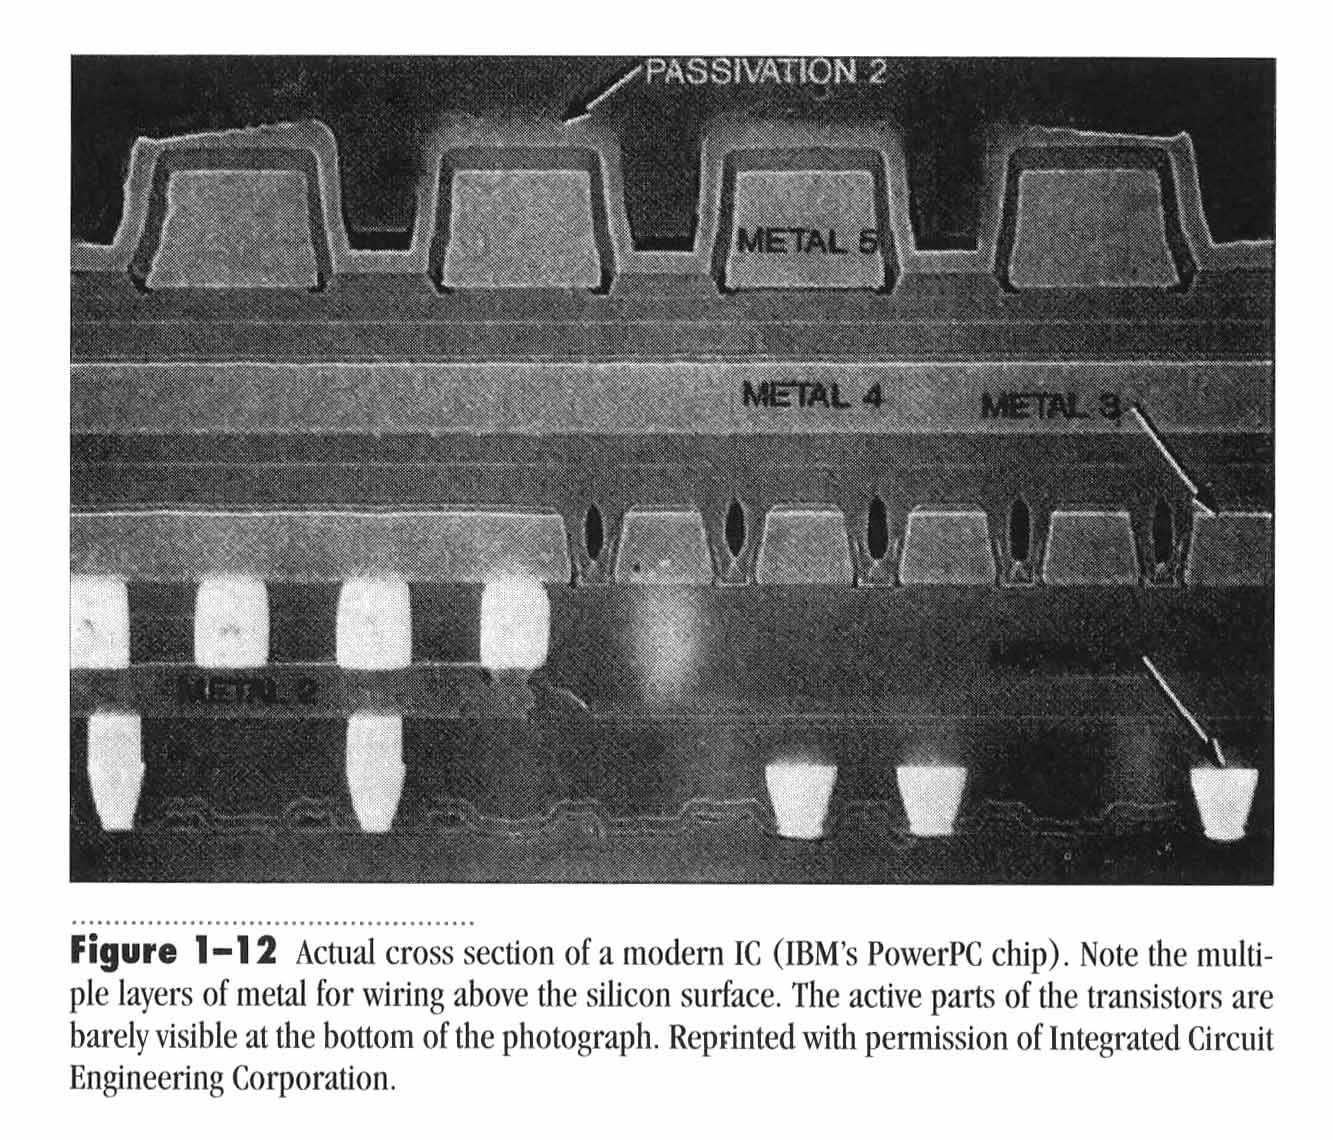 PASSIVATION 2
METAL 5
METAL 4
METAL 3
METAL 2
Figure 1–12 Actual cross section of a modern IC (IBM's PowerPC chip). Note the multi-
ple layers of metal for wiring above the silicon surface. The active parts of the transistors are
barely visible at the bottom of the photograph. Reprinted with permission of Integrated Circuit
Engineering Corporation.